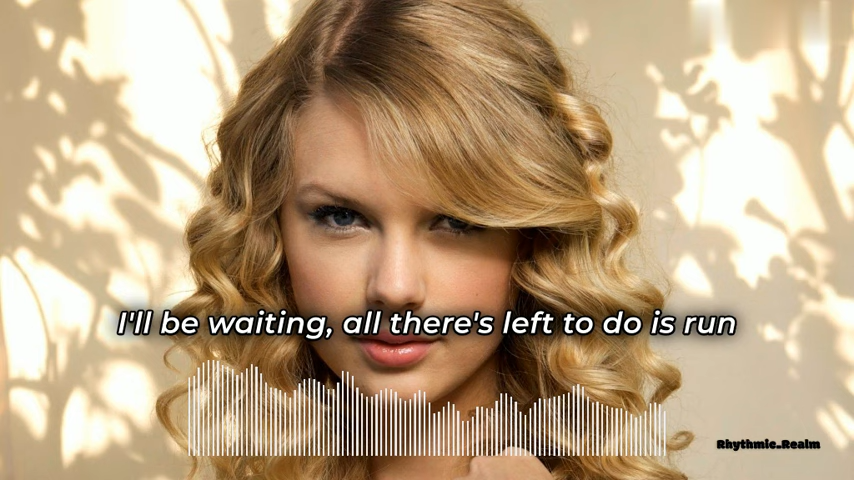 I'll be waiting, all there's left to do is run
Rhythmic_Realm